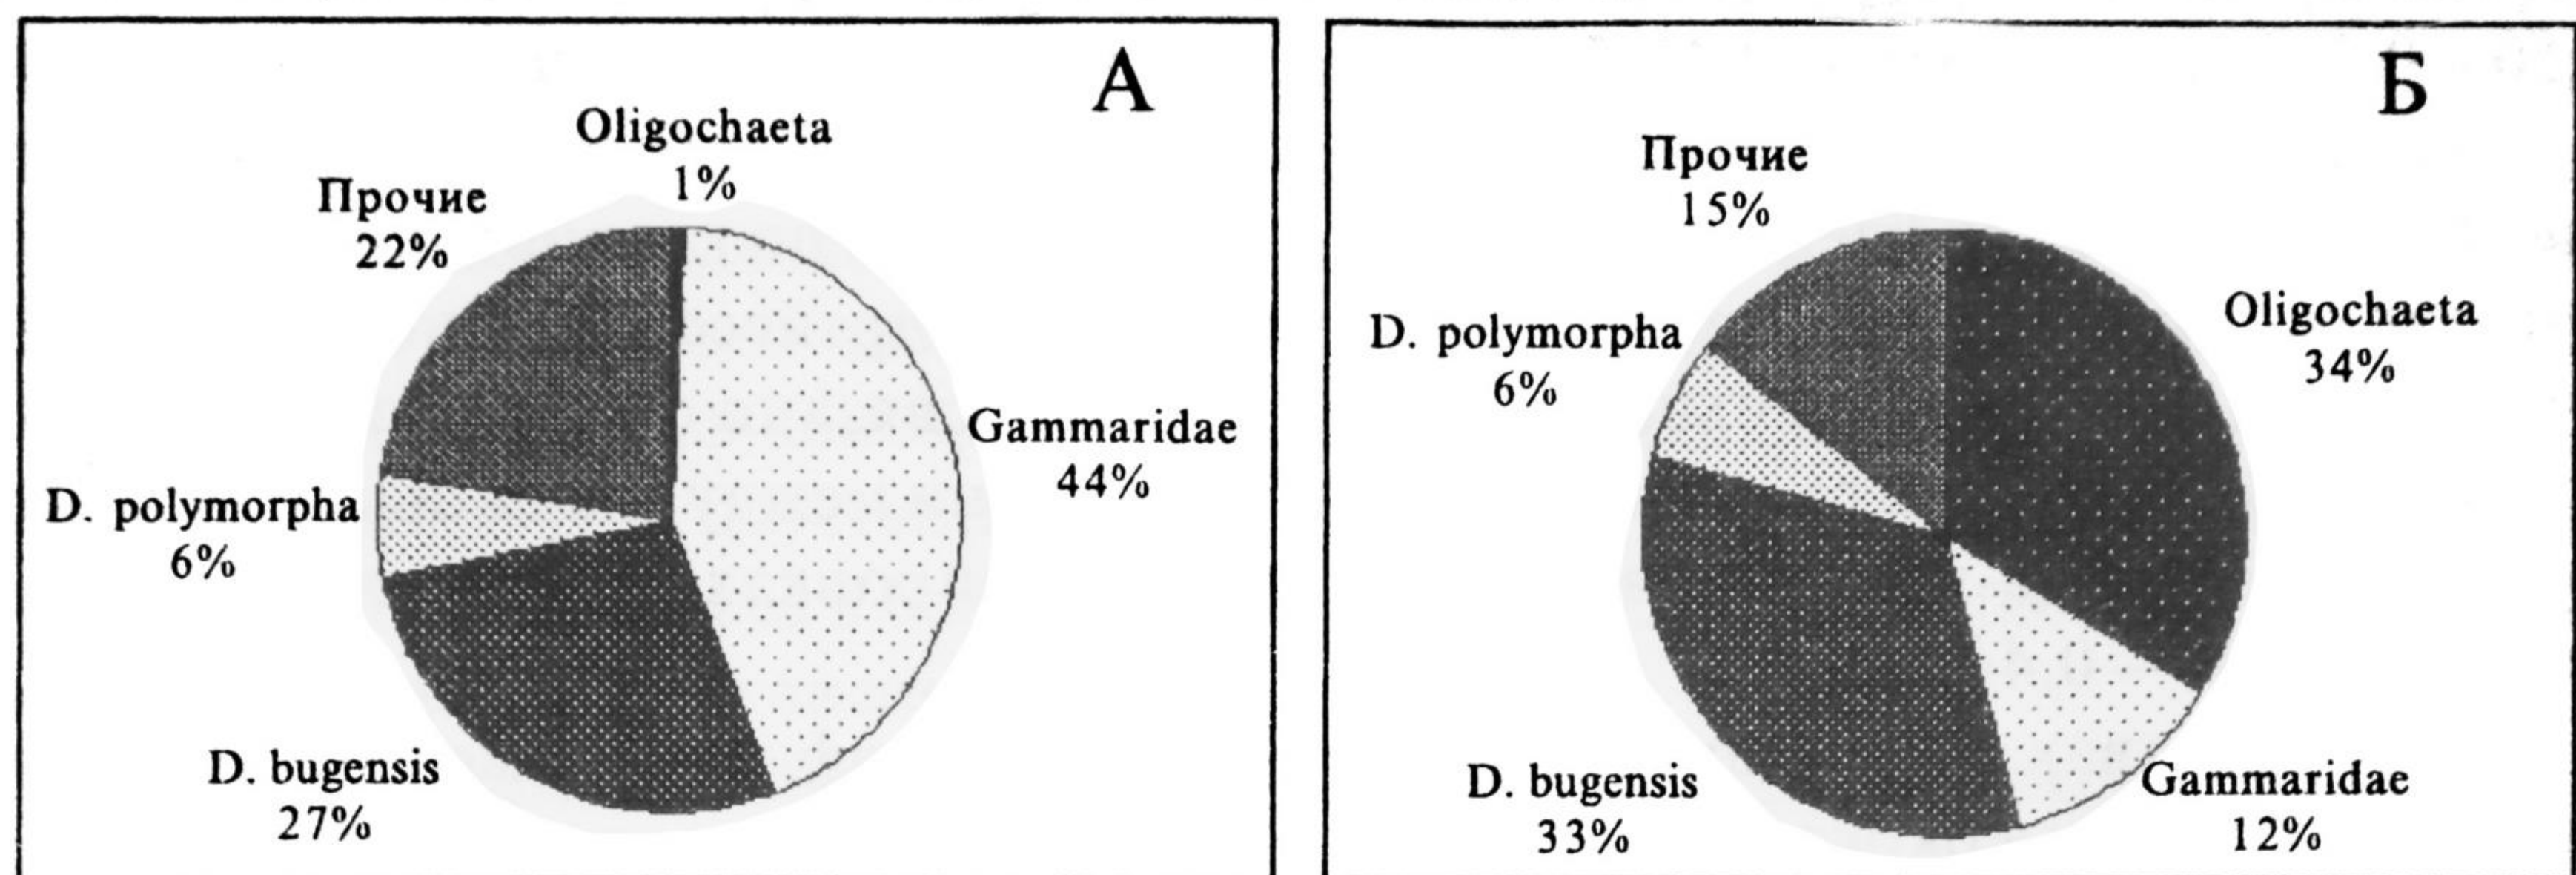 А
Oligochaeta
1%
Прочие
22%
Gammaridae
44%
D. polymorpha
6%
D. bugensis
27%
Б
Прочие
15%
Oligochaeta
34%
D. polymorpha
6%
D. bugensis
33%
Gammaridae
12%